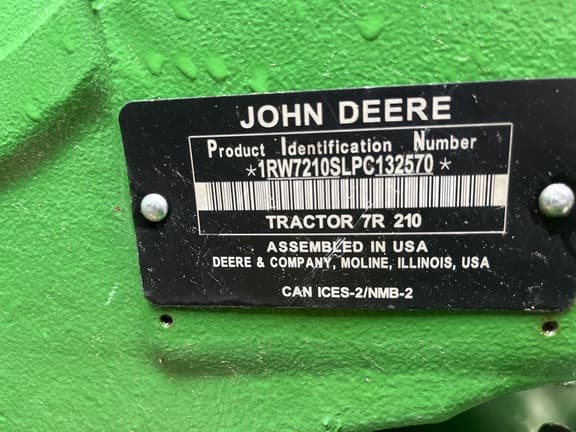 JOHN DEERE
Product Identification Number
*1RW7210SLPC132570*
TRACTOR 7R 210
ASSEMBLED IN USA
DEERE & COMPANY, MOLINE, ILLINOIS, USA
CAN ICES-2/NMB-2